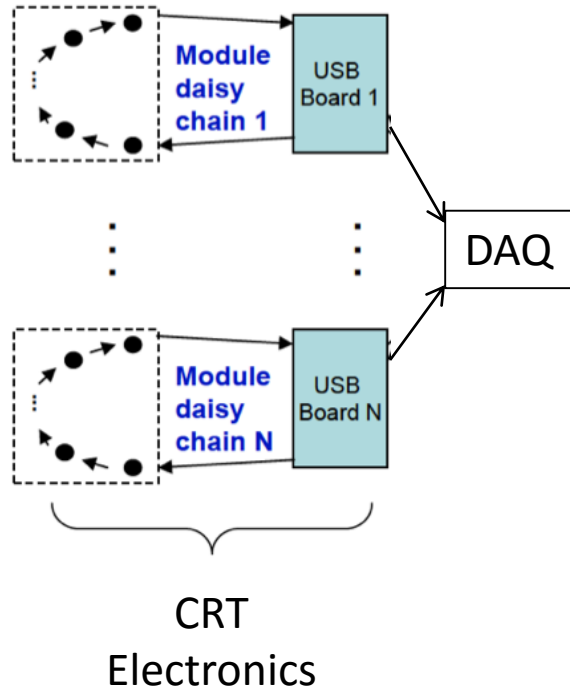 Module
daisy
chain 1
USB
Board 1
DAQ
Module
daisy
chain N
USB
Board N
CRT
Electronics